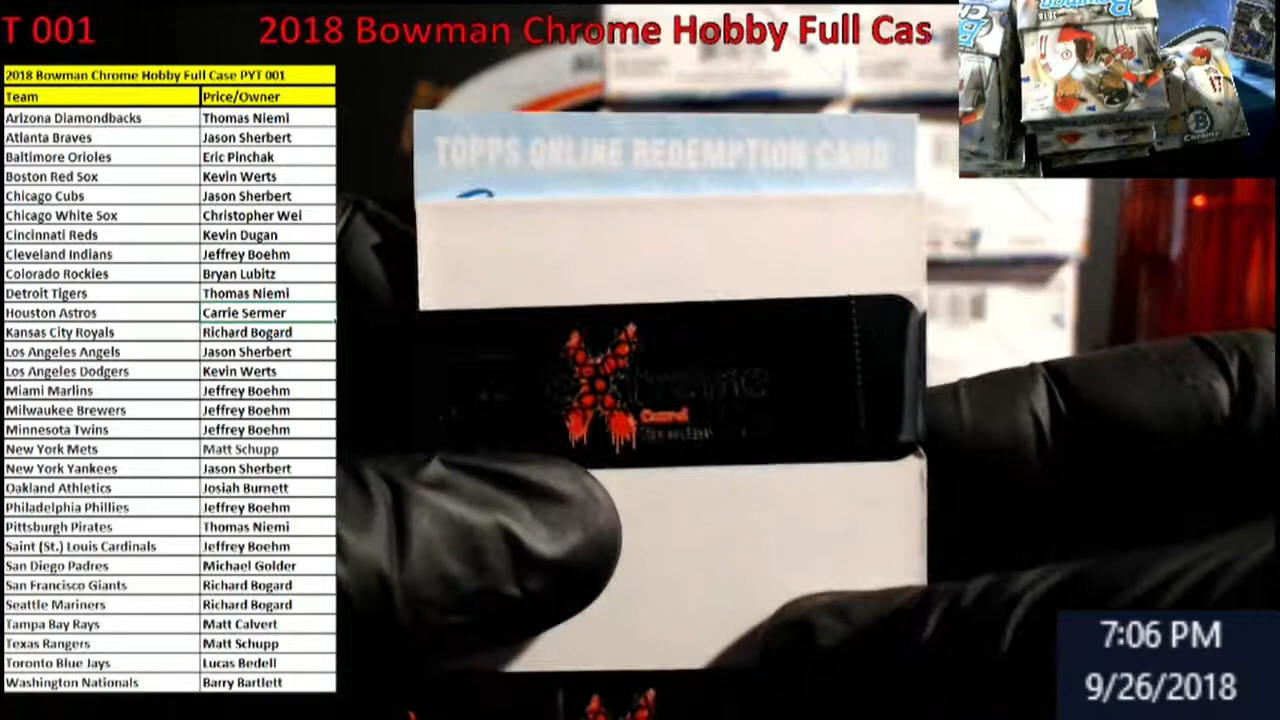 T 001
2018 Bowman Chrome Hobby Full Cas
2018 Bowman Chrome Hobby Full Case PYT 001
Team Price/Owner
Arizona Diamondbacks Thomas Niemi
Atlanta Braves Jason Sherbert
Baltimore Orioles Eric Pinchak
Boston Red Sox Kevin Werts
Chicago Cubs Jason Sherbert
Chicago White Sox Christopher Wei
Cincinnati Reds Kevin Dugan
Cleveland Indians Jeffrey Boehm
Colorado Rockies Bryan Lubitz
Detroit Tigers Thomas Niemi
Houston Astros Carrie Sermer
Kansas City Royals Richard Bogard
Los Angeles Angels Jason Sherbert
Los Angeles Dodgers Kevin Werts
Miami Marlins Jeffrey Boehm
Milwaukee Brewers Jeffrey Boehm
Minnesota Twins Jeffrey Boehm
New York Mets Matt Schupp
New York Yankees Jason Sherbert
Oakland Athletics Josiah Burnett
Philadelphia Phillies Jeffrey Boehm
Pittsburgh Pirates Thomas Niemi
Saint (St.) Louis Cardinals Jeffrey Boehm
San Diego Padres Michael Golder
San Francisco Giants Richard Bogard
Seattle Mariners Richard Bogard
Tampa Bay Rays Matt Calvert
Texas Rangers Matt Schupp
Toronto Blue Jays Lucas Bedell
Washington Nationals Barry Bartlett
TOPPS ONLINE REDEMPTION CARD
eXtreme
Card
17
7:06 PM
9/26/2018